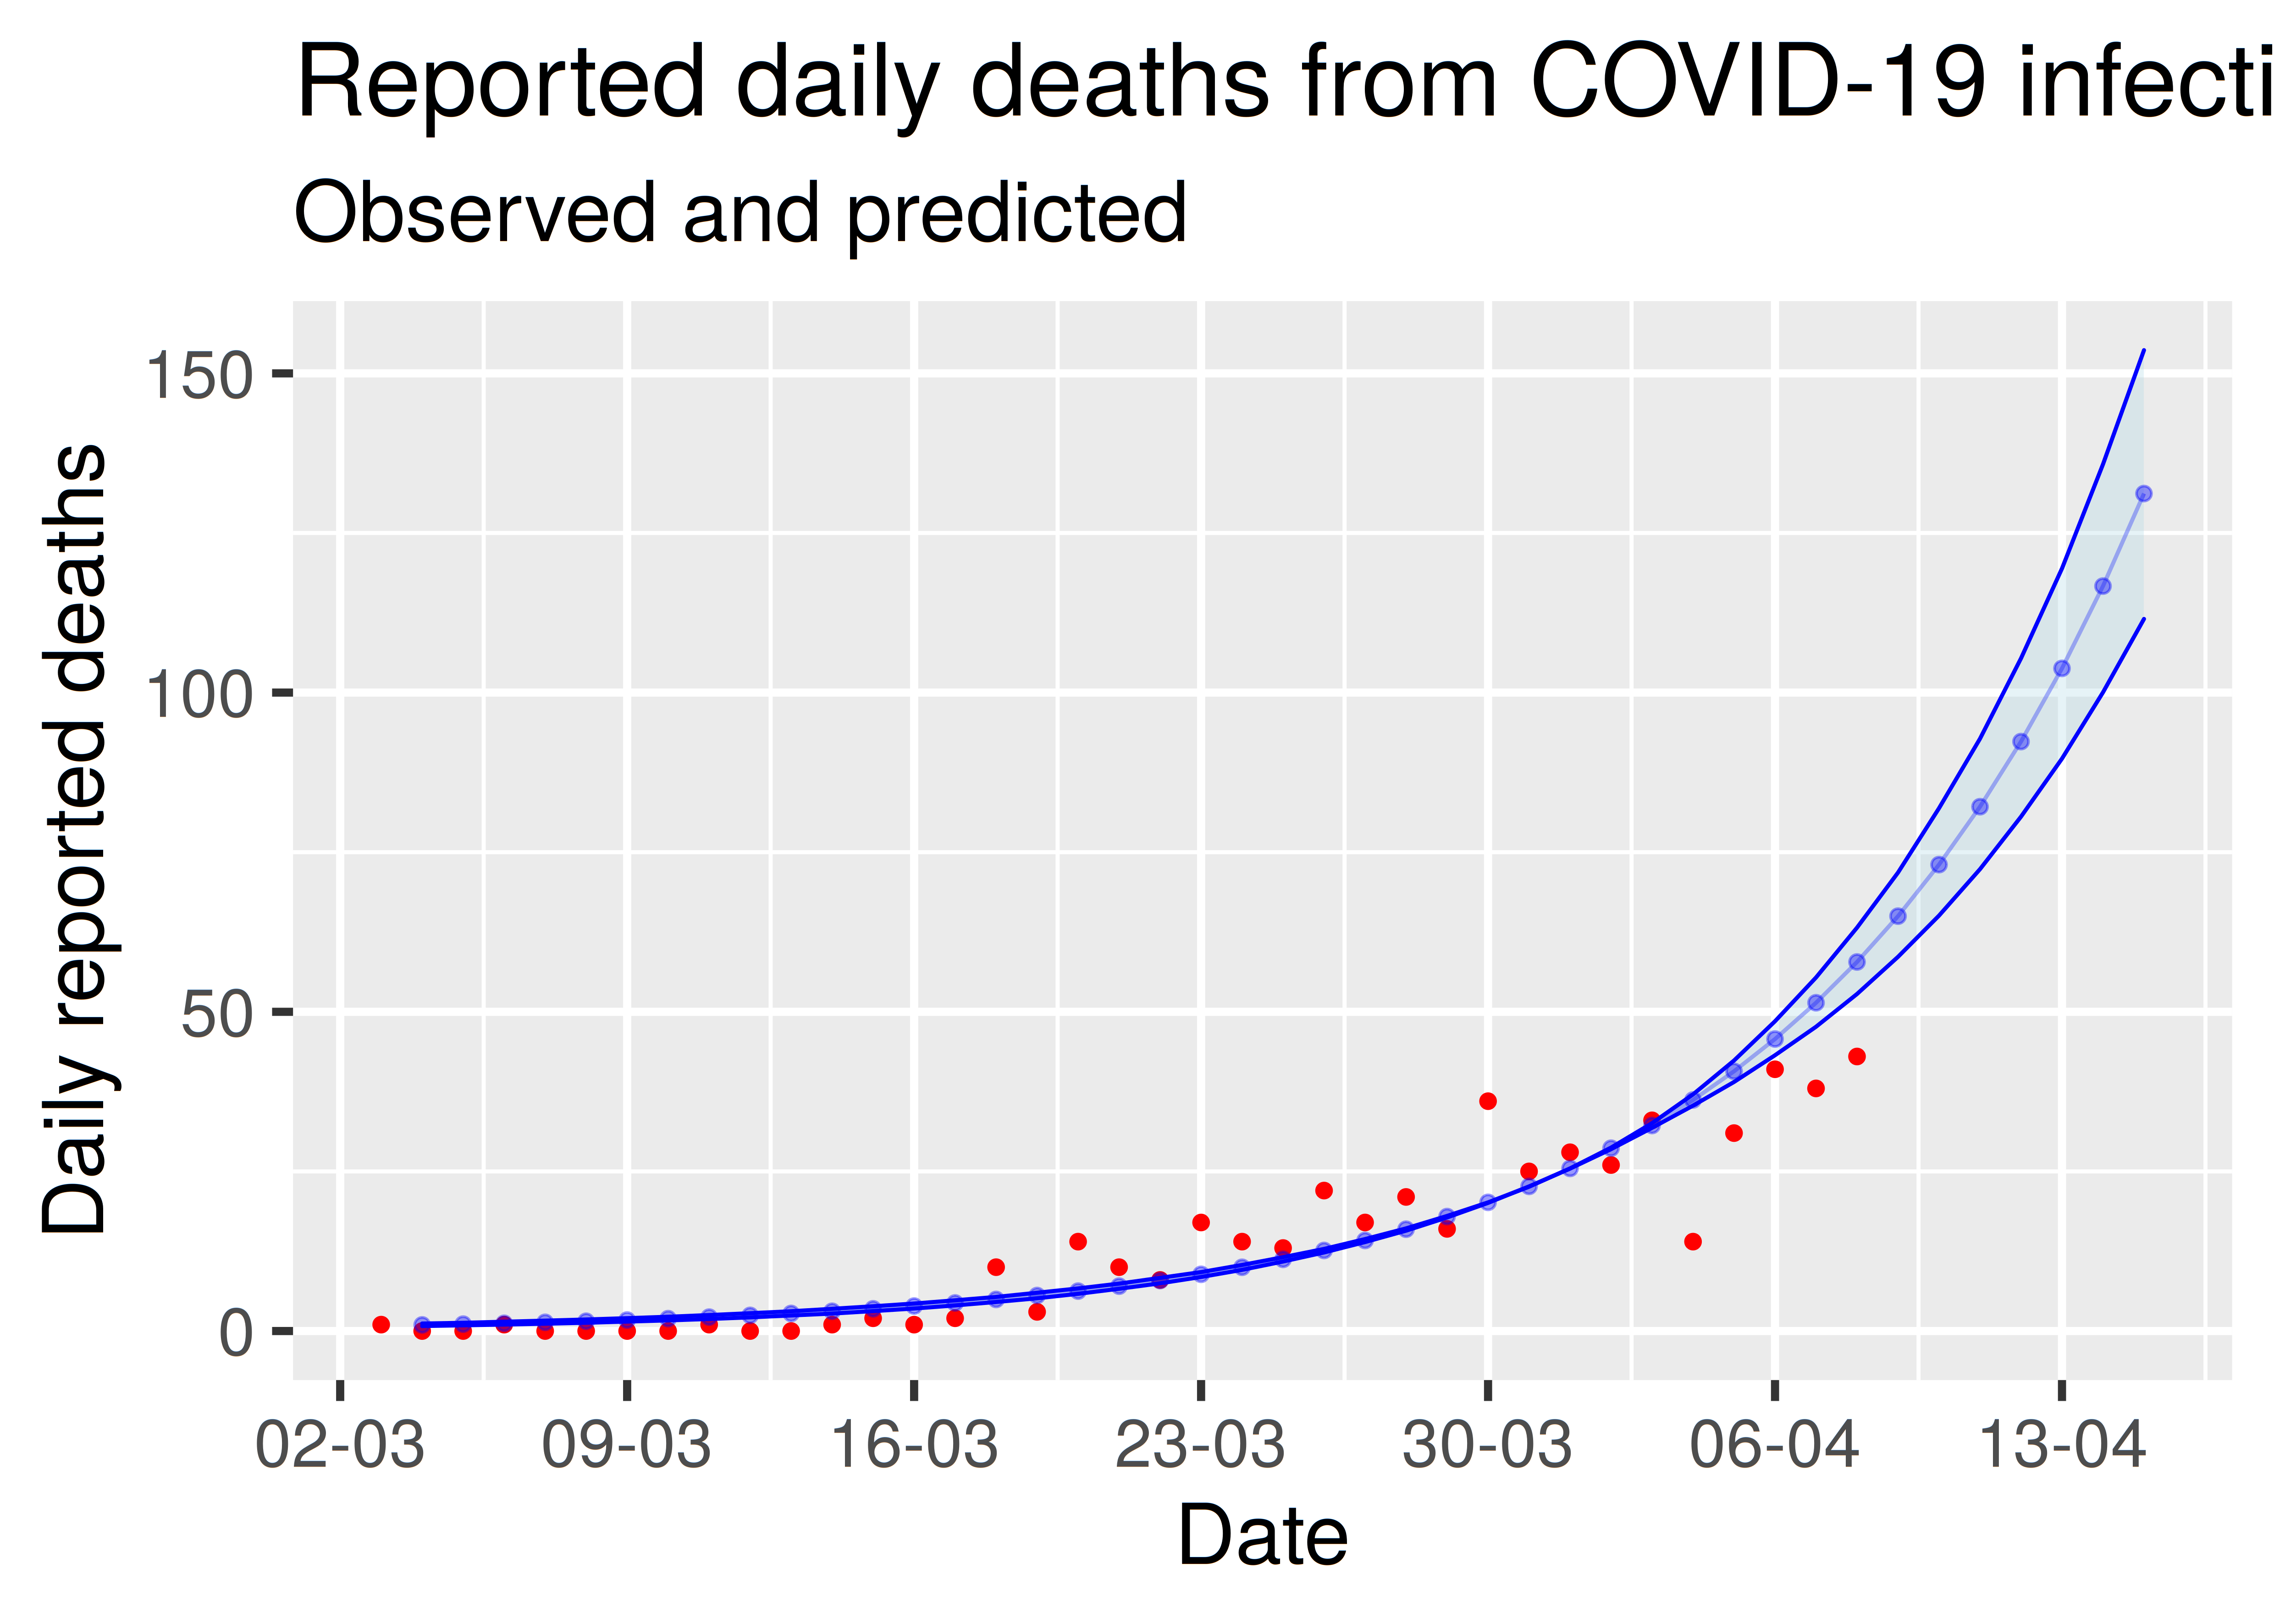 Reported daily deaths from COVID-19 infecti
Observed and predicted
Daily reported deaths
150
100
50
0
02-03 09-03 16-03 23-03 30-03 06-04 13-04
Date